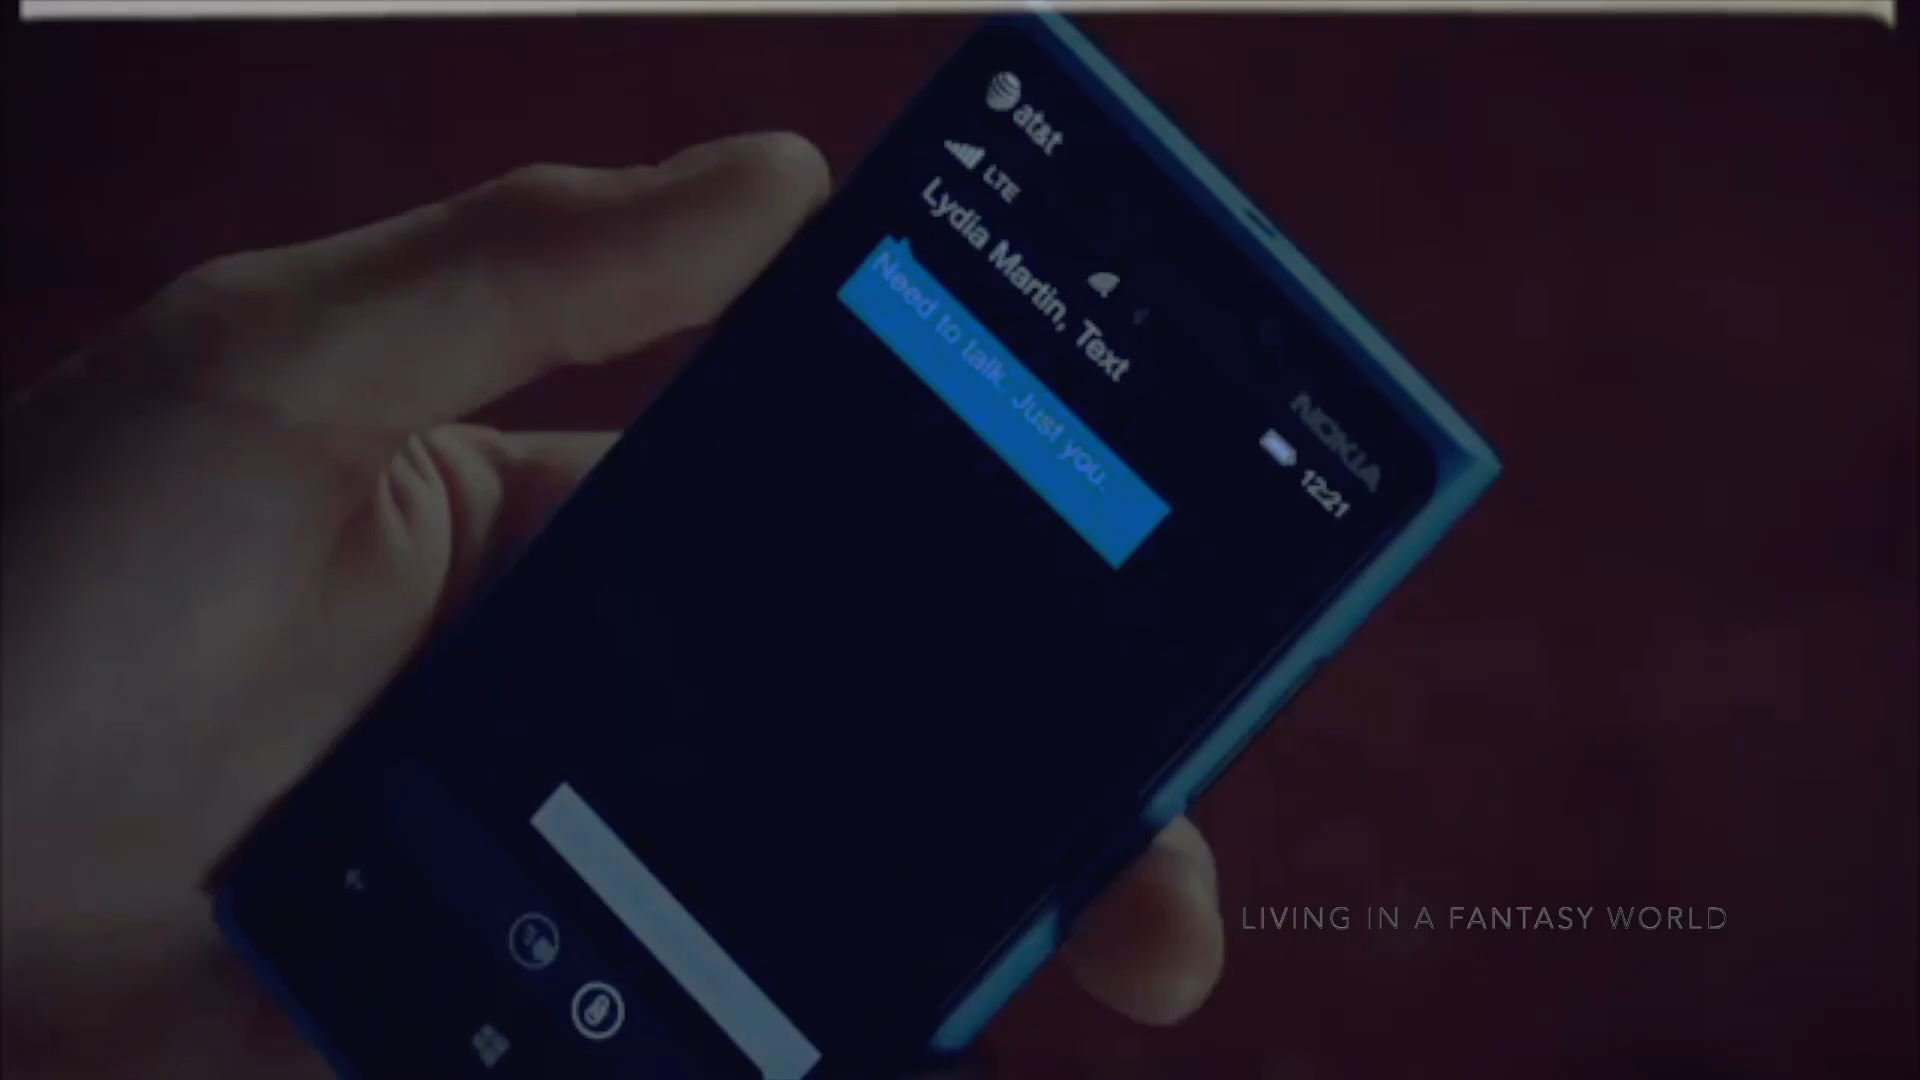 at&t
LTE
Lydia Martin, Text
Need to talk. Just you.
NOKIA
12:21
LIVING IN A FANTASY WORLD